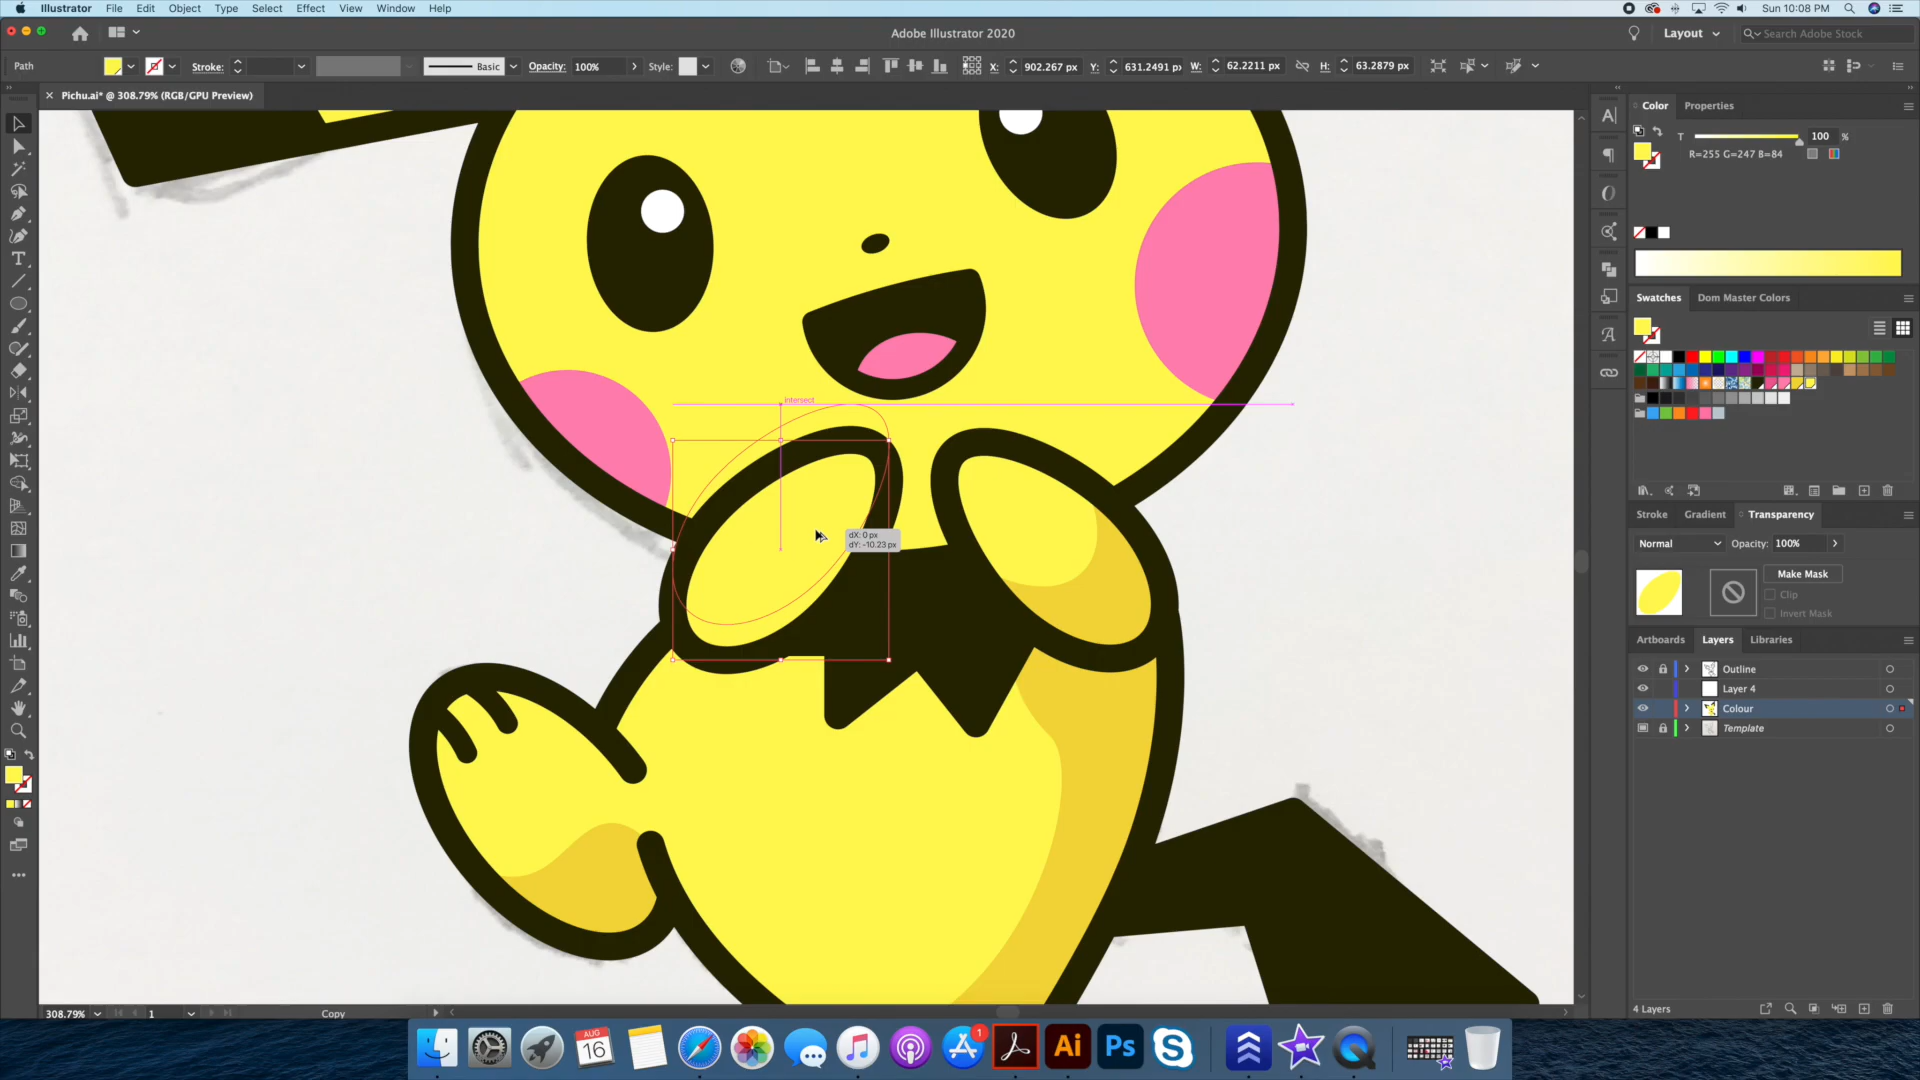 Illustrator File Edit Object Type Select Effect View Window Help
Sun 10:08 PM
Adobe Illustrator 2020
Layout
Search Adobe Stock
Path
Stroke:
Basic
Opacity: 100%
Style:
X: 902.267 px
Y: 631.2491 px
W: 62.2211 px
H: 63.2879 px
Pichu.ai* @ 308.79% (RGB/GPU Preview)
Color Properties
T 100 %
R=255 G=247 B=84
Swatches Dom Master Colors
intersect
dX: 0 px
dY: -10.23 px
Stroke Gradient Transparency
Normal Opacity: 100%
Make Mask
Clip
Invert Mask
Artboards Layers Libraries
Outline
Layer 4
Colour
Template
4 Layers
308.79% 1 Copy
AUG
16
1
Ai
Ps